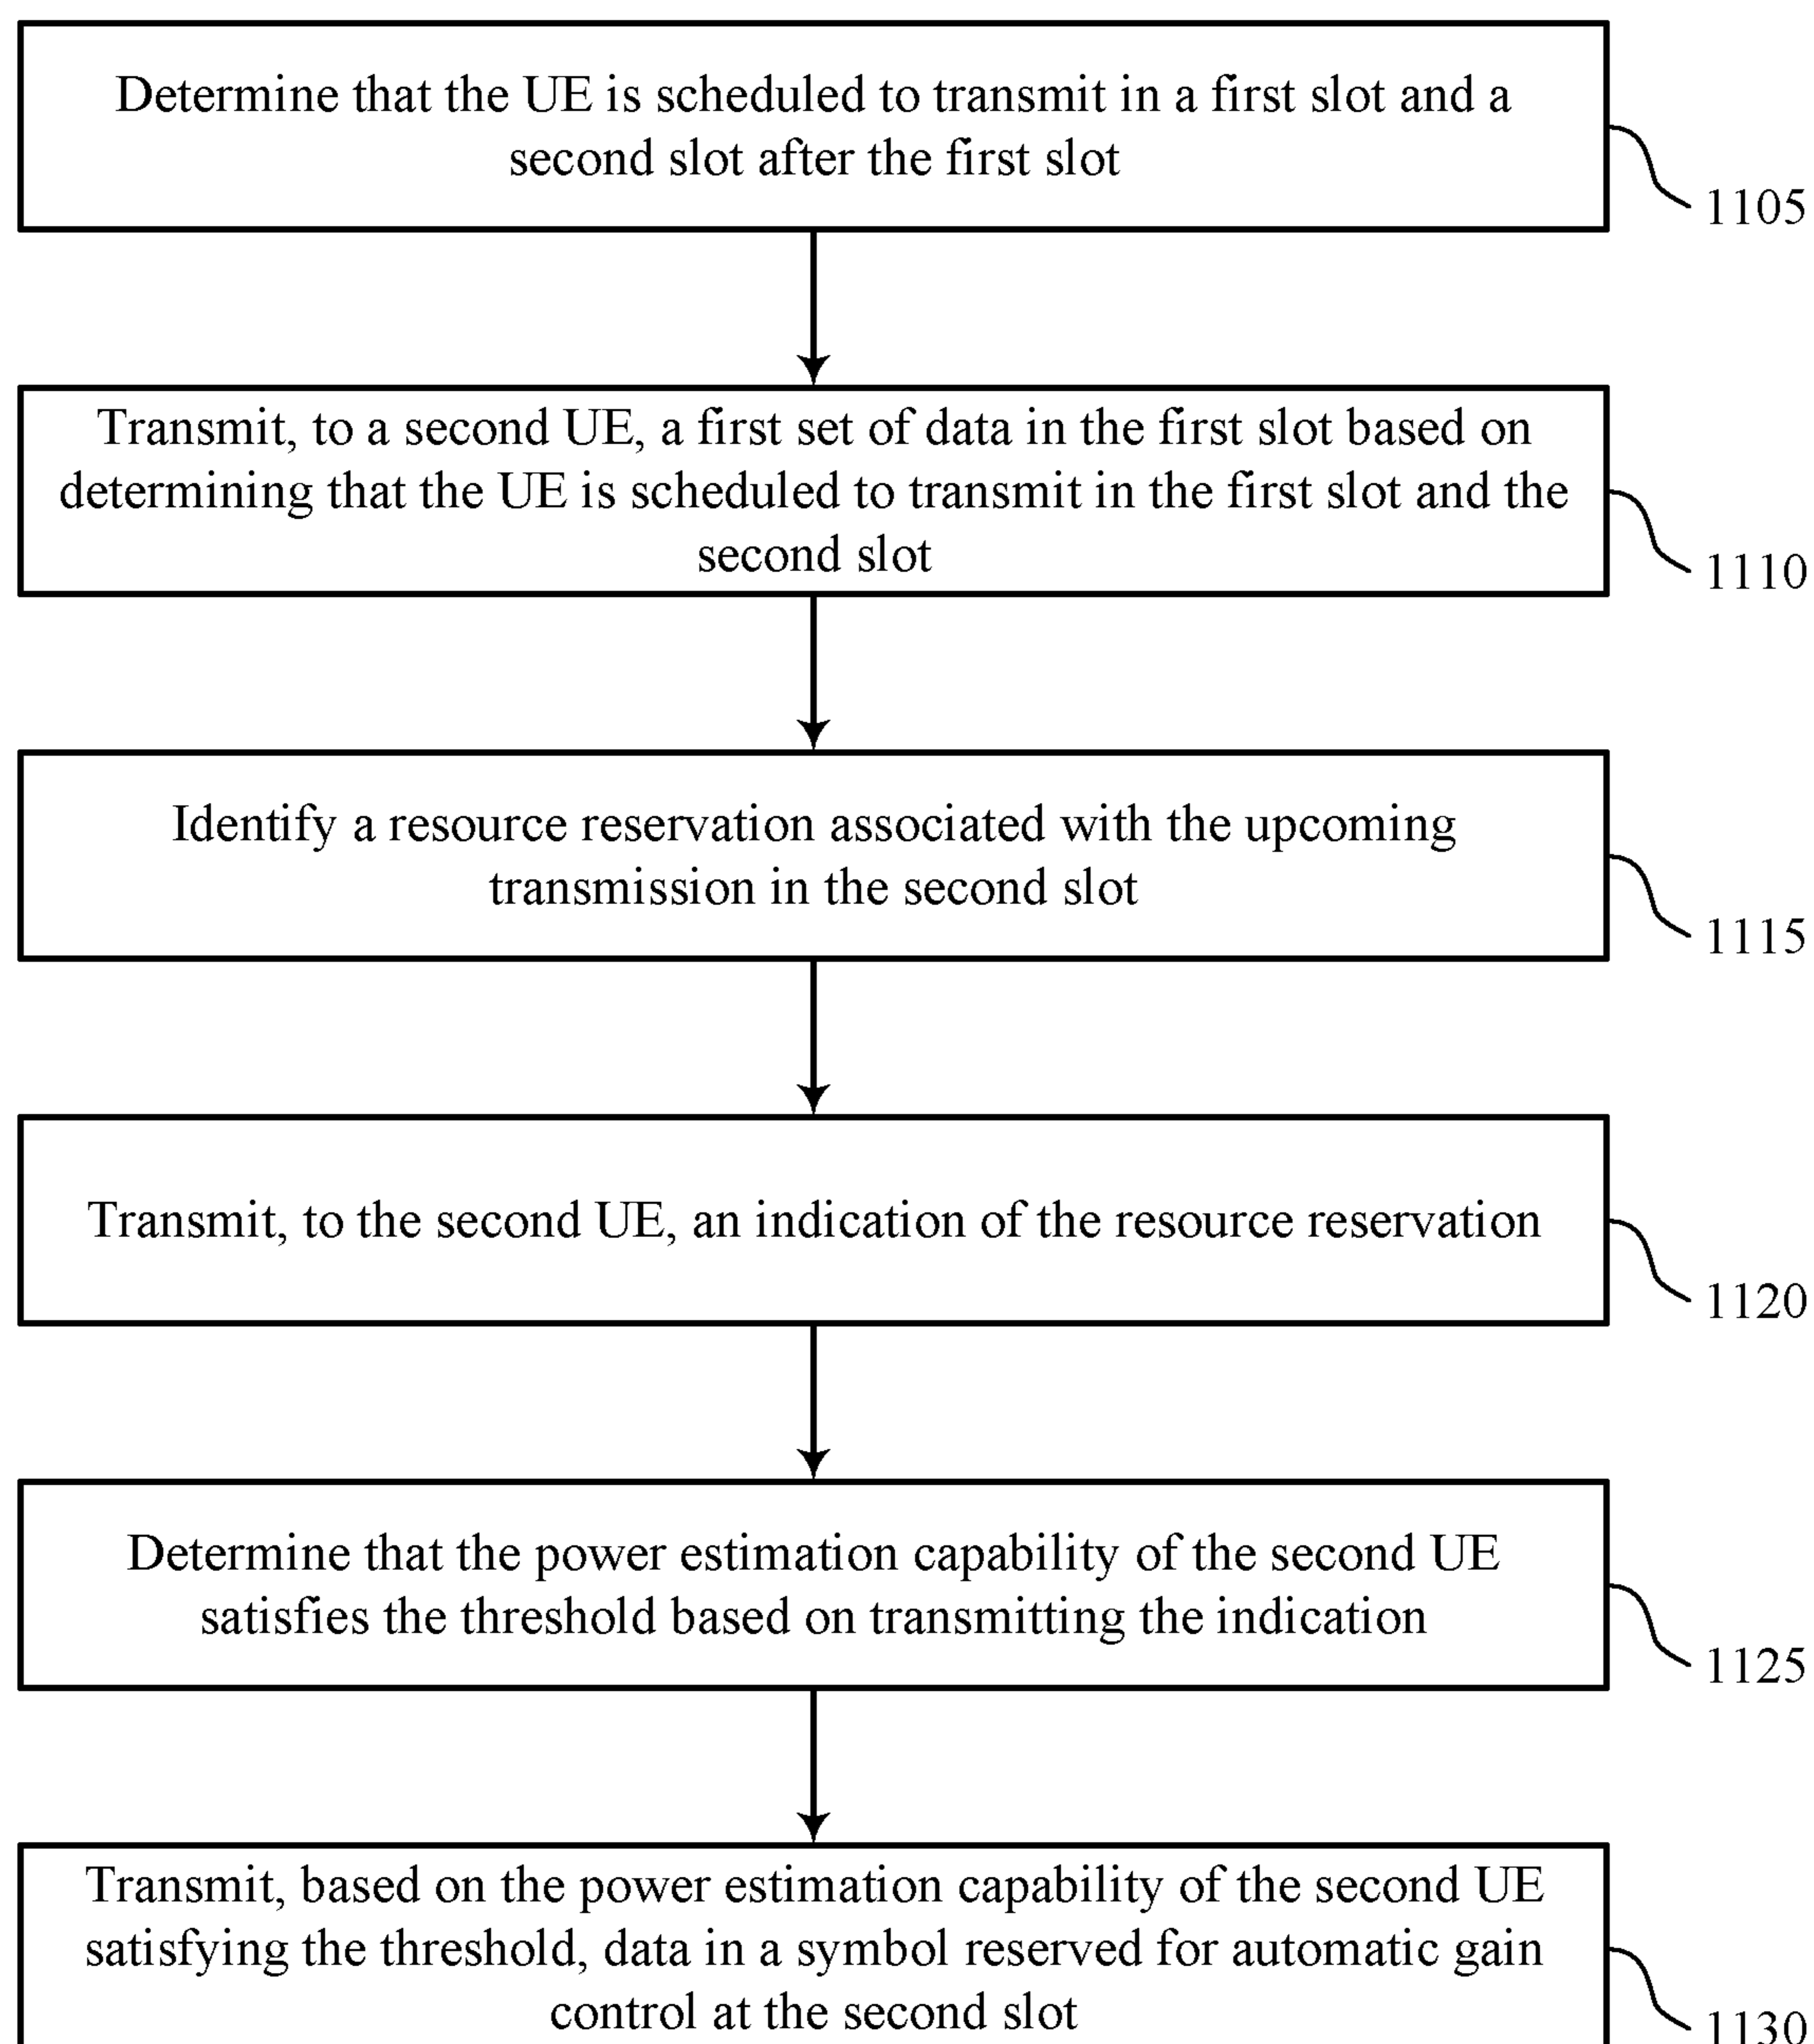 Determine that the UE is scheduled to transmit in a first slot and a
second slot after the first slot
1105
Transmit, to a second UE, a first set of data in the first slot based on
determining that the UE is scheduled to transmit in the first slot and the
second slot
1110
Identify a resource reservation associated with the upcoming
transmission in the second slot
1115
Transmit, to the second UE, an indication of the resource reservation
1120
Determine that the power estimation capability of the second UE
satisfies the threshold based on transmitting the indication
1125
Transmit, based on the power estimation capability of the second UE
satisfying the threshold, data in a symbol reserved for automatic gain
control at the second slot
1130